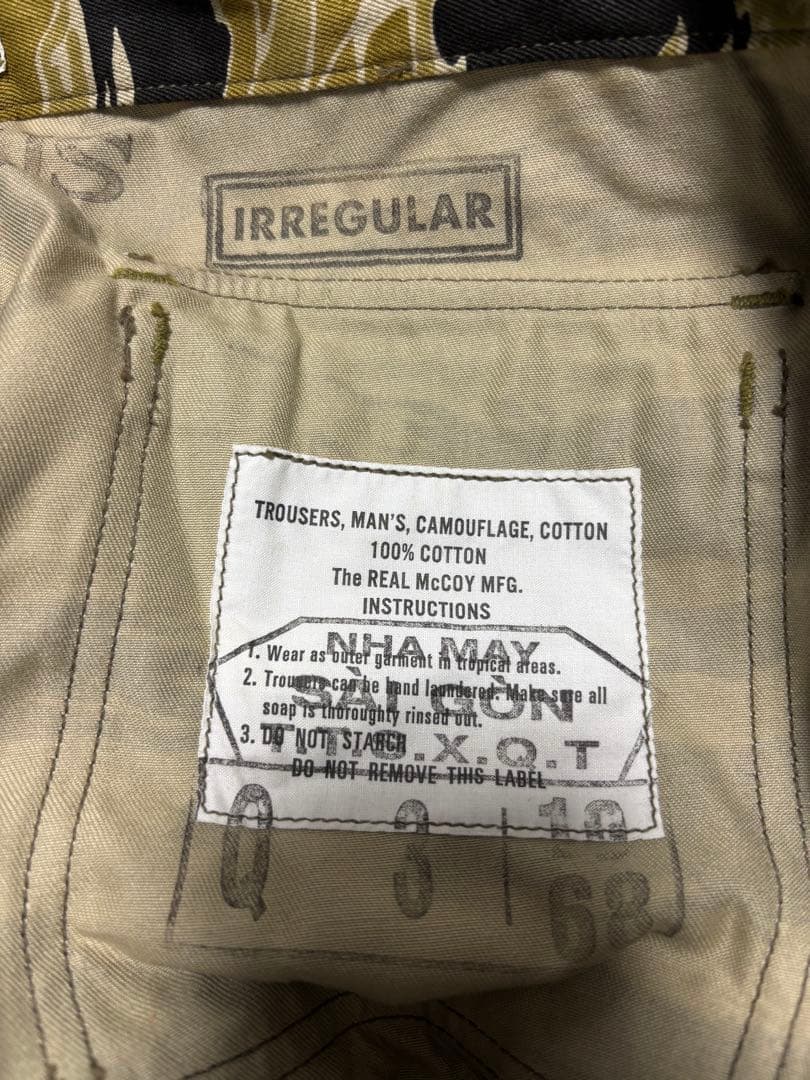 IRREGULAR
TROUSERS, MAN'S, CAMOUFLAGE, COTTON
100% COTTON
The REAL McCOY MFG.
INSTRUCTIONS
NHA MAY
1. Wear as outer garment in tropical areas.
2. Trousers can be hand laundered. Make sure all
SÀI GÒN
soap is thoroughty rinsed out.
3. DO NOT STARCH
T.T.S.X.Q.T
DO NOT REMOVE THIS LABEL
Q 3
68